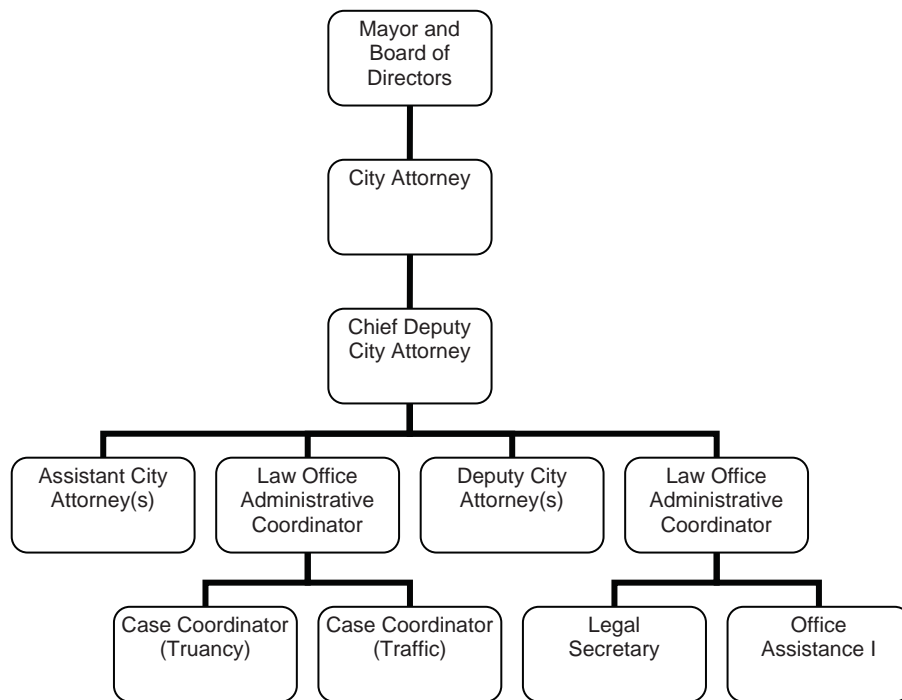 Mayor and
Board of
Directors
City Attorney
Chief Deputy
City Attorney
Assistant City
Attorney(s)
Law Office
Administrative
Coordinator
Deputy City
Attorney(s)
Law Office
Administrative
Coordinator
Case Coordinator
(Truancy)
Case Coordinator
(Traffic)
Legal
Secretary
Office
Assistance I